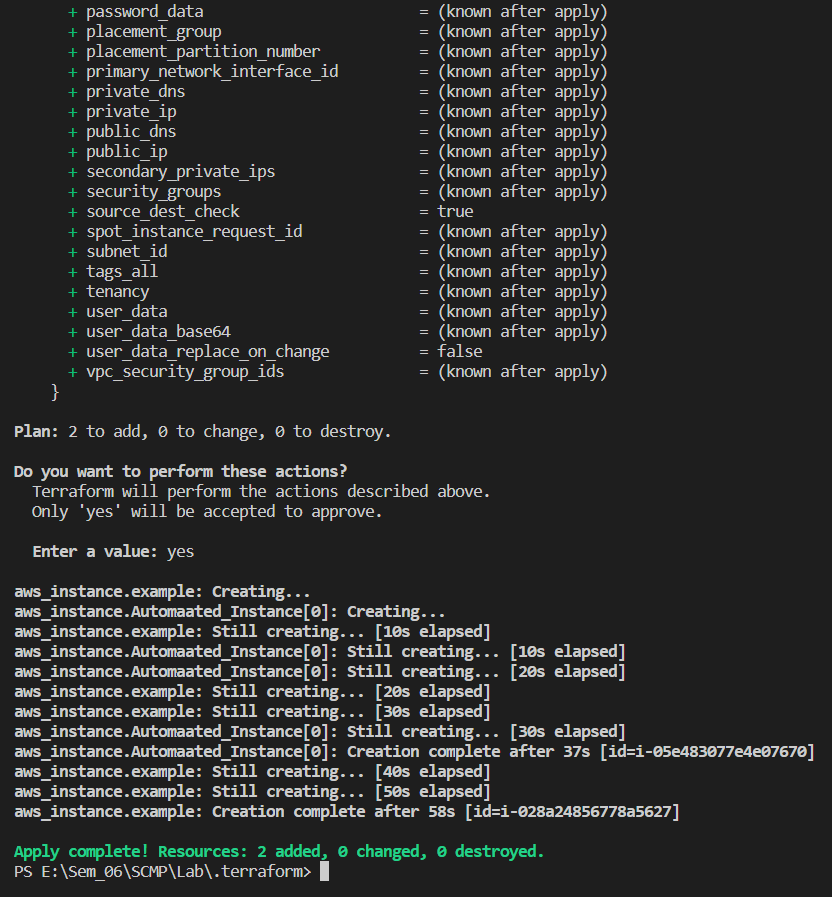 + password_data = (known after apply)
+ placement_group = (known after apply)
+ placement_partition_number = (known after apply)
+ primary_network_interface_id = (known after apply)
+ private_dns = (known after apply)
+ private_ip = (known after apply)
+ public_dns = (known after apply)
+ public_ip = (known after apply)
+ secondary_private_ips = (known after apply)
+ security_groups = (known after apply)
+ source_dest_check = true
+ spot_instance_request_id = (known after apply)
+ subnet_id = (known after apply)
+ tags_all = (known after apply)
+ tenancy = (known after apply)
+ user_data = (known after apply)
+ user_data_base64 = (known after apply)
+ user_data_replace_on_change = false
+ vpc_security_group_ids = (known after apply)
}
Plan: 2 to add, 0 to change, 0 to destroy.
Do you want to perform these actions?
Terraform will perform the actions described above.
Only 'yes' will be accepted to approve.
Enter a value: yes
aws_instance.example: Creating...
aws_instance.Automaated_Instance[0]: Creating...
aws_instance.example: Still creating... [10s elapsed]
aws_instance.Automaated_Instance[0]: Still creating... [10s elapsed]
aws_instance.Automaated_Instance[0]: Still creating... [20s elapsed]
aws_instance.example: Still creating... [20s elapsed]
aws_instance.example: Still creating... [30s elapsed]
aws_instance.Automaated_Instance[0]: Still creating... [30s elapsed]
aws_instance.Automaated_Instance[0]: Creation complete after 37s [id=i-05e483077e4e07670]
aws_instance.example: Still creating... [40s elapsed]
aws_instance.example: Still creating... [50s elapsed]
aws_instance.example: Creation complete after 58s [id=i-028a24856778a5627]
Apply complete! Resources: 2 added, 0 changed, 0 destroyed.
PS E:\Sem_06\SCMP\Lab\.terraform>